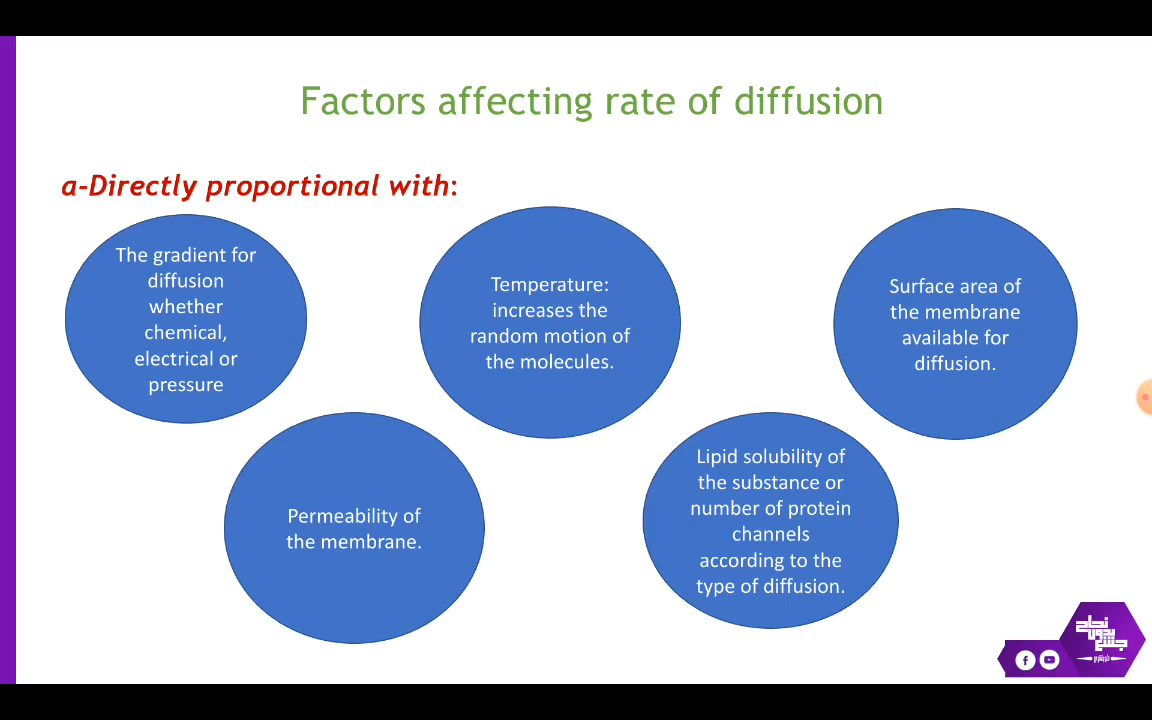 Factors affecting rate of diffusion
a-Directly proportional with:
The gradient for
diffusion
whether
chemical,
electrical or
pressure
Temperature:
increases the
random motion of
the molecules.
Surface area of
the membrane
available for
diffusion.
Permeability of
the membrane.
Lipid solubility of
the substance or
number of protein
channels
according to the
type of diffusion.